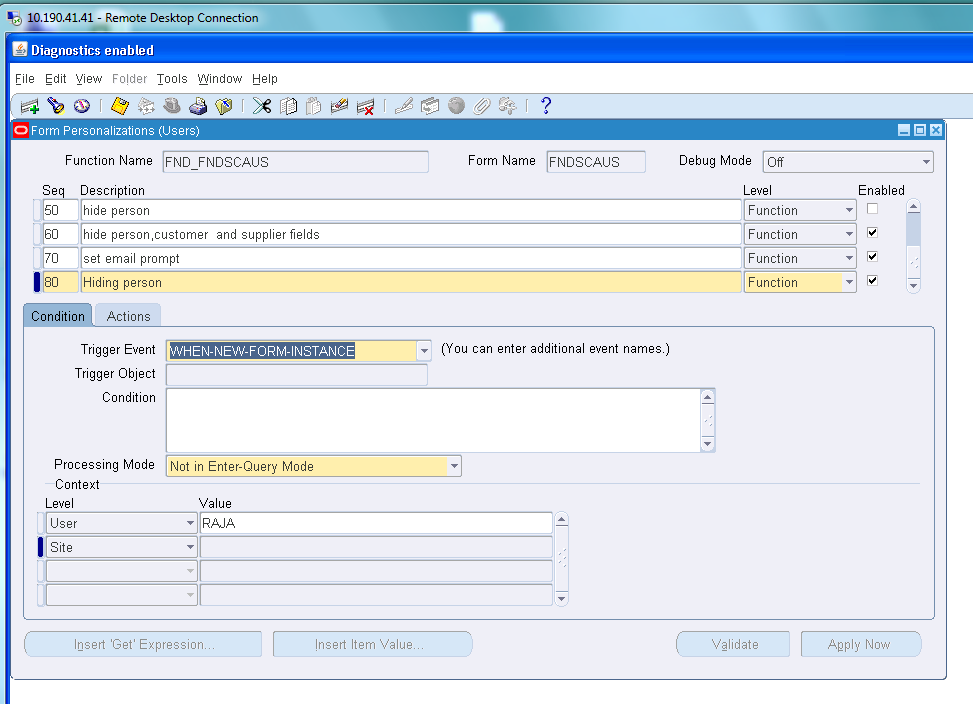 10.190.41.41 - Remote Desktop Connection
Diagnostics enabled
File Edit View Folder Tools Window Help
?
Form Personalizations (Users)
Function Name FND_FNDSCAUS Form Name FNDSCAUS Debug Mode Off
Seq Description Level Enabled
50 hide person Function
60 hide person,customer and supplier fields Function
70 set email prompt Function
80 Hiding person Function
Condition Actions
Trigger Event WHEN-NEW-FORM-INSTANCE (You can enter additional event names.)
Trigger Object
Condition
Processing Mode Not in Enter-Query Mode
Context
Level Value
User RAJA
Site
Insert 'Get' Expression... Insert Item Value... Validate Apply Now